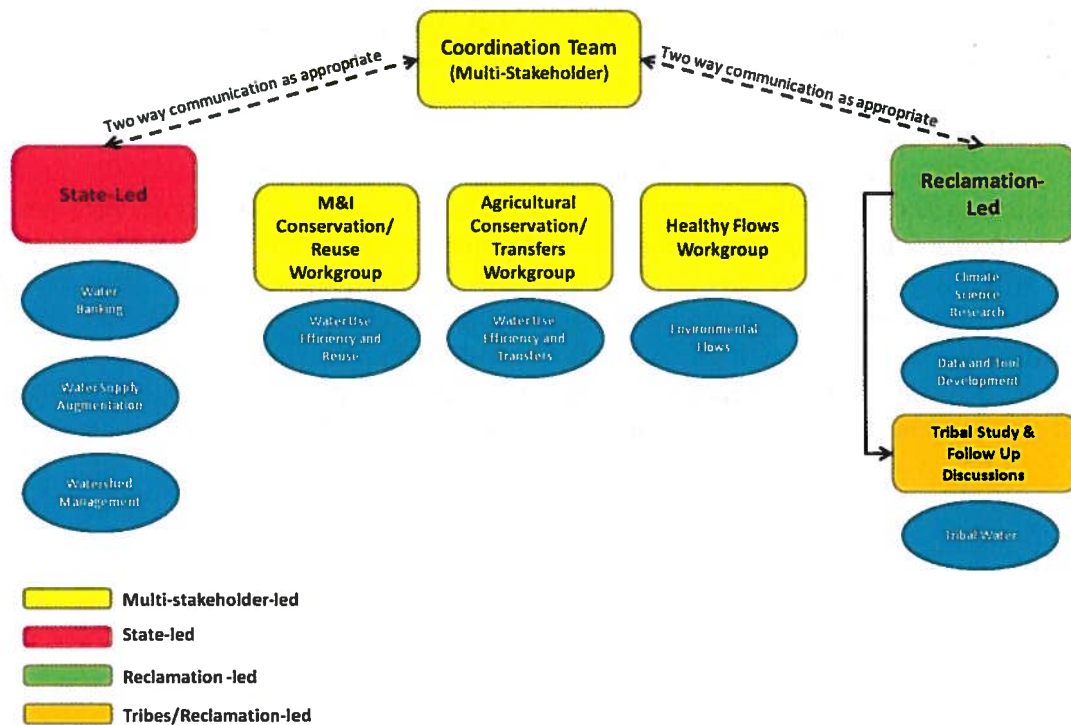 Coordination Team
(Multi-Stakeholder)
Two way communication as appropriate
Two way communication as appropriate
State-Led
M&I
Conservation/
Reuse
Workgroup
Agricultural
Conservation/
Transfers
Workgroup
Healthy Flows
Workgroup
Reclamation-
Led
Water
Banking
Water Use
Efficiency and
Reuse
Water Use
Efficiency and
Transfers
Environmental
Flows
Climate
Science
Research
Water Supply
Augmentation
Data and Tool
Development
Tribal Study &
Follow Up
Discussions
Watershed
Management
Tribal Water
Multi-stakeholder-led
State-led
Reclamation -led
Tribes/Reclamation-led